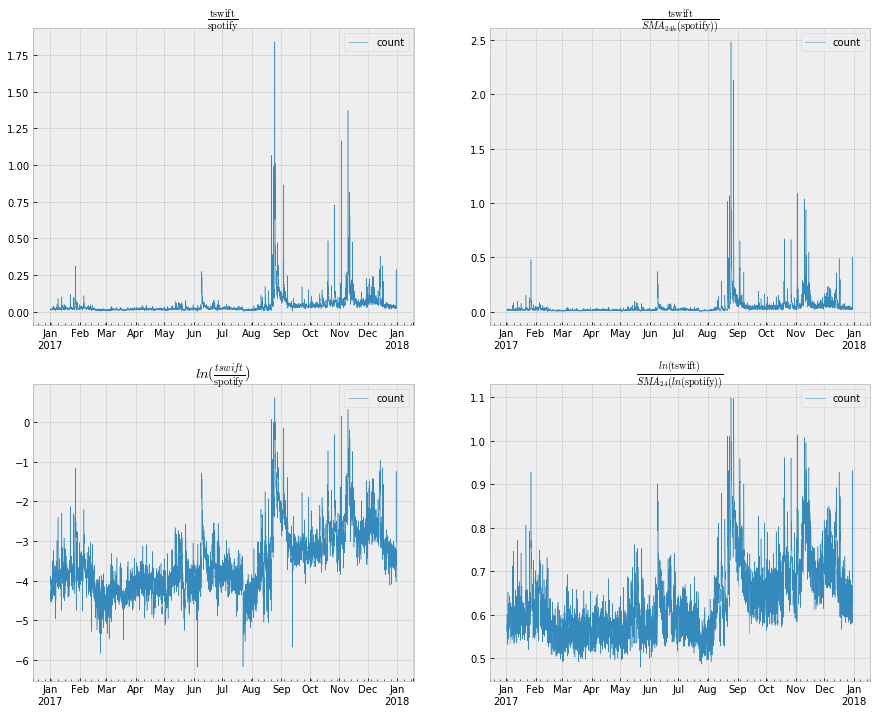 tswift
spotify
count
1.75
1.50
1.25
1.00
0.75
0.50
0.25
0.00
Jan Feb Mar Apr May Jun Jul Aug Sep Oct Nov Dec Jan
2017 2018
tswift
SMA24h(spotify))
count
2.5
2.0
1.5
1.0
0.5
0.0
Jan Feb Mar Apr May Jun Jul Aug Sep Oct Nov Dec Jan
2017 2018
ln(tswift
spotify)
count
0
−1
−2
−3
−4
−5
−6
Jan Feb Mar Apr May Jun Jul Aug Sep Oct Nov Dec Jan
2017 2018
ln(tswift)
SMA24(ln(spotify))
count
1.1
1.0
0.9
0.8
0.7
0.6
0.5
Jan Feb Mar Apr May Jun Jul Aug Sep Oct Nov Dec Jan
2017 2018